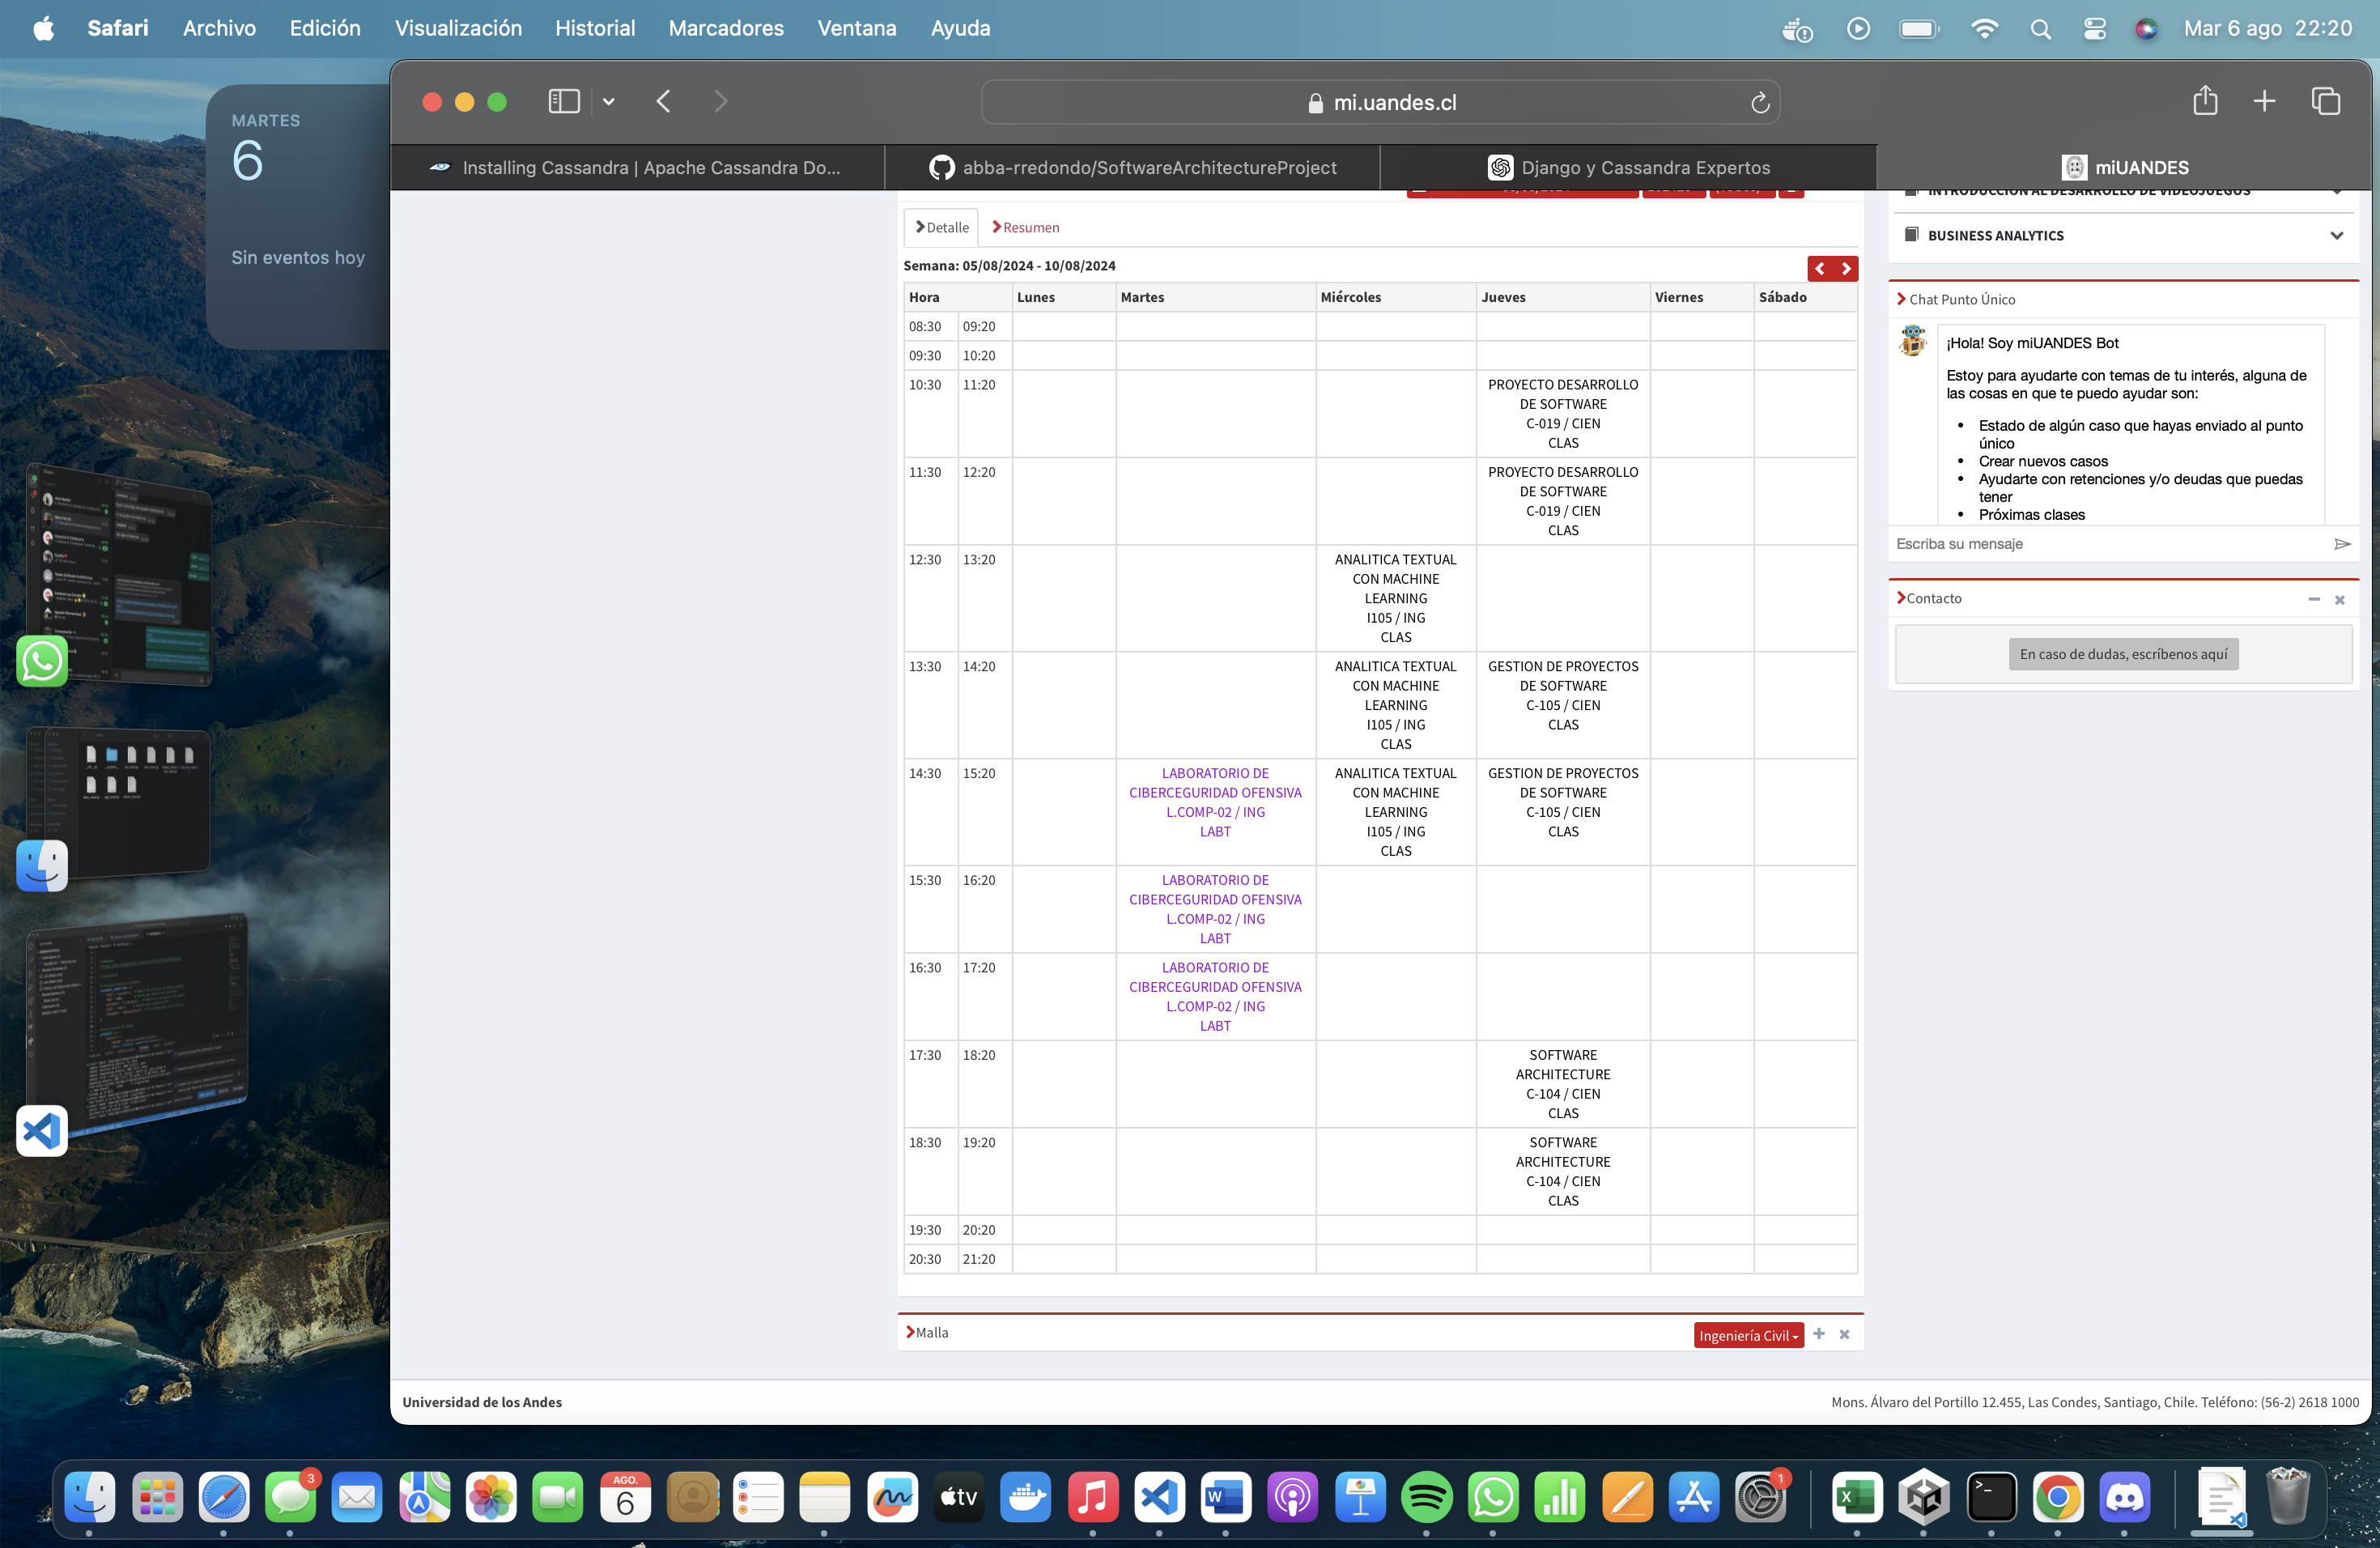 Safari Archivo Edición Visualización Historial Marcadores Ventana Ayuda Mar 6 ago 22:20
MARTES
6
Sin eventos hoy
mi.uandes.cl
Installing Cassandra | Apache Cassandra Do...
abba-rredondo/SoftwareArchitectureProject
Django y Cassandra Expertos
miUANDES
Detalle Resumen
Semana: 05/08/2024 - 10/08/2024
Hora Lunes Martes Miércoles Jueves Viernes Sábado
08:30 09:20
09:30 10:20
10:30 11:20
PROYECTO DESARROLLO
DE SOFTWARE
C-019 / CIEN
CLAS
11:30 12:20
PROYECTO DESARROLLO
DE SOFTWARE
C-019 / CIEN
CLAS
12:30 13:20
ANALITICA TEXTUAL
CON MACHINE
LEARNING
I105 / ING
CLAS
13:30 14:20
ANALITICA TEXTUAL
CON MACHINE
LEARNING
I105 / ING
CLAS
GESTION DE PROYECTOS
DE SOFTWARE
C-105 / CIEN
CLAS
14:30 15:20
LABORATORIO DE
CIBERCEGURIDAD OFENSIVA
L.COMP-02 / ING
LABT
ANALITICA TEXTUAL
CON MACHINE
LEARNING
I105 / ING
CLAS
GESTION DE PROYECTOS
DE SOFTWARE
C-105 / CIEN
CLAS
15:30 16:20
LABORATORIO DE
CIBERCEGURIDAD OFENSIVA
L.COMP-02 / ING
LABT
16:30 17:20
LABORATORIO DE
CIBERCEGURIDAD OFENSIVA
L.COMP-02 / ING
LABT
17:30 18:20
SOFTWARE
ARCHITECTURE
C-104 / CIEN
CLAS
18:30 19:20
SOFTWARE
ARCHITECTURE
C-104 / CIEN
CLAS
19:30 20:20
20:30 21:20
Malla
Ingeniería Civil
INTRODUCCION AL DESARROLLO DE VIDEOJUEGOS
BUSINESS ANALYTICS
Chat Punto Único
¡Hola! Soy miUANDES Bot
Estoy para ayudarte con temas de tu interés, alguna de
las cosas en que te puedo ayudar son:
• Estado de algún caso que hayas enviado al punto
único
• Crear nuevos casos
• Ayudarte con retenciones y/o deudas que puedas
tener
• Próximas clases
Escriba su mensaje
Contacto
En caso de dudas, escríbenos aquí
Universidad de los Andes
Mons. Álvaro del Portillo 12.455, Las Condes, Santiago, Chile. Teléfono: (56-2) 2618 1000
3
AGO.
6
tv
W
1
X
>_